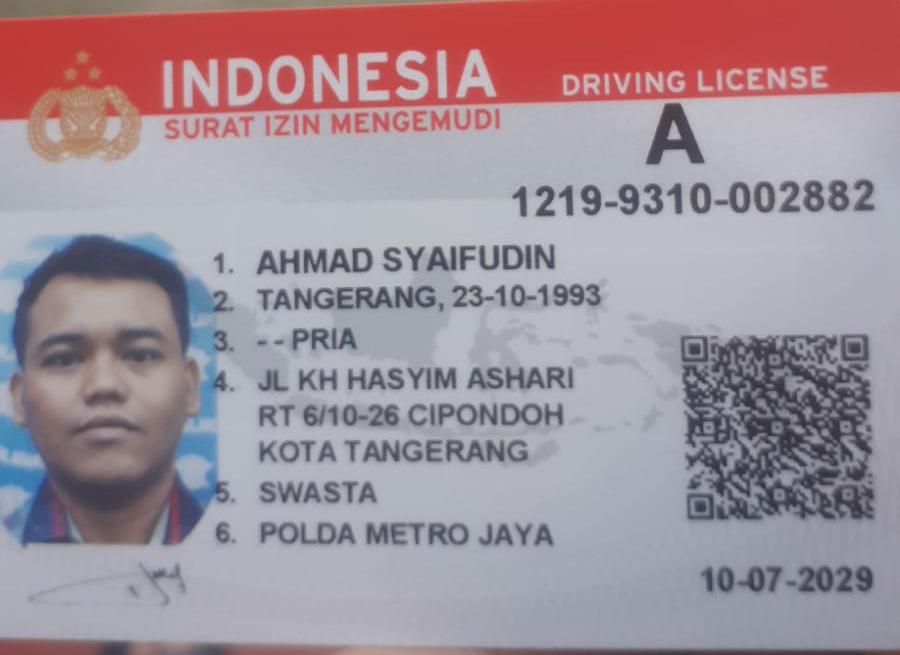 INDONESIA
SURAT IZIN MENGEMUDI
DRIVING LICENSE
A
1219-9310-002882
1. AHMAD SYAIFUDIN
2. TANGERANG, 23-10-1993
3. - - PRIA
4. JL KH HASYIM ASHARI
RT 6/10-26 CIPONDOH
KOTA TANGERANG
5. SWASTA
6. POLDA METRO JAYA
10-07-2029